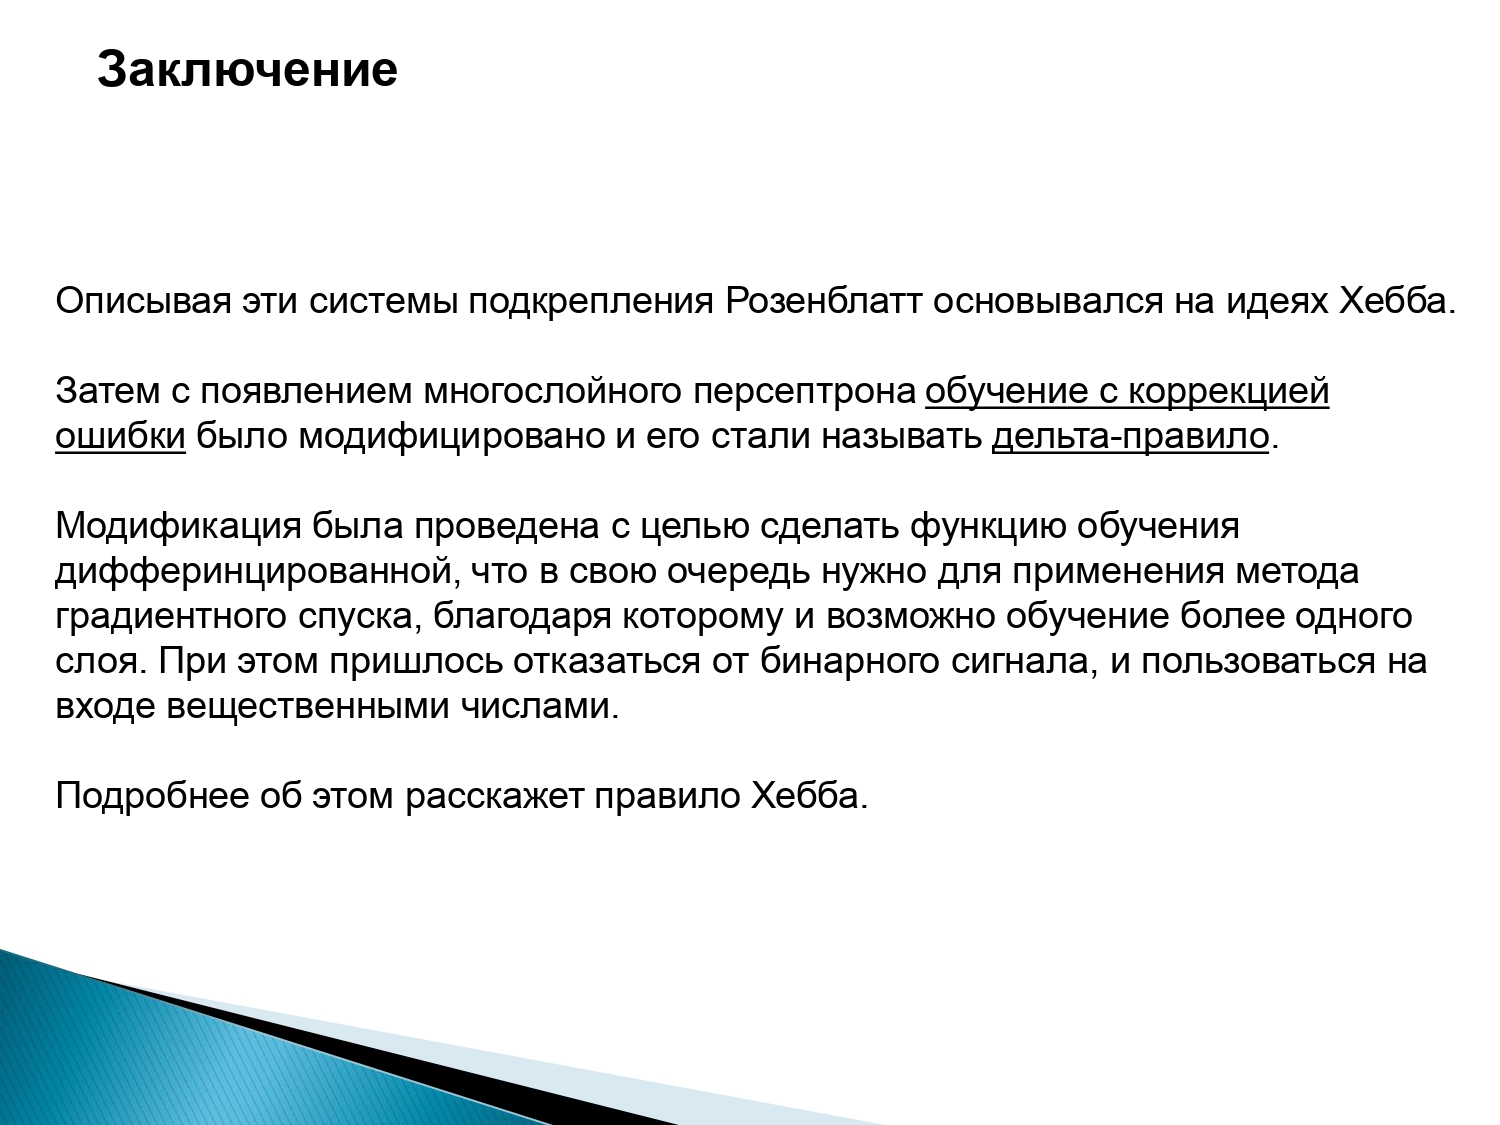 Заключение
Описывая эти системы подкрепления Розенблатт основывался на идеях Хебба.
Затем с появлением многослойного персептрона обучение с коррекцией
ошибки было модифицировано и его стали называть дельта-правило.
Модификация была проведена с целью сделать функцию обучения
дифферинцированной, что в свою очередь нужно для применения метода
градиентного спуска, благодаря которому и возможно обучение более одного
слоя. При этом пришлось отказаться от бинарного сигнала, и пользоваться на
входе вещественными числами.
Подробнее об этом расскажет правило Хебба.